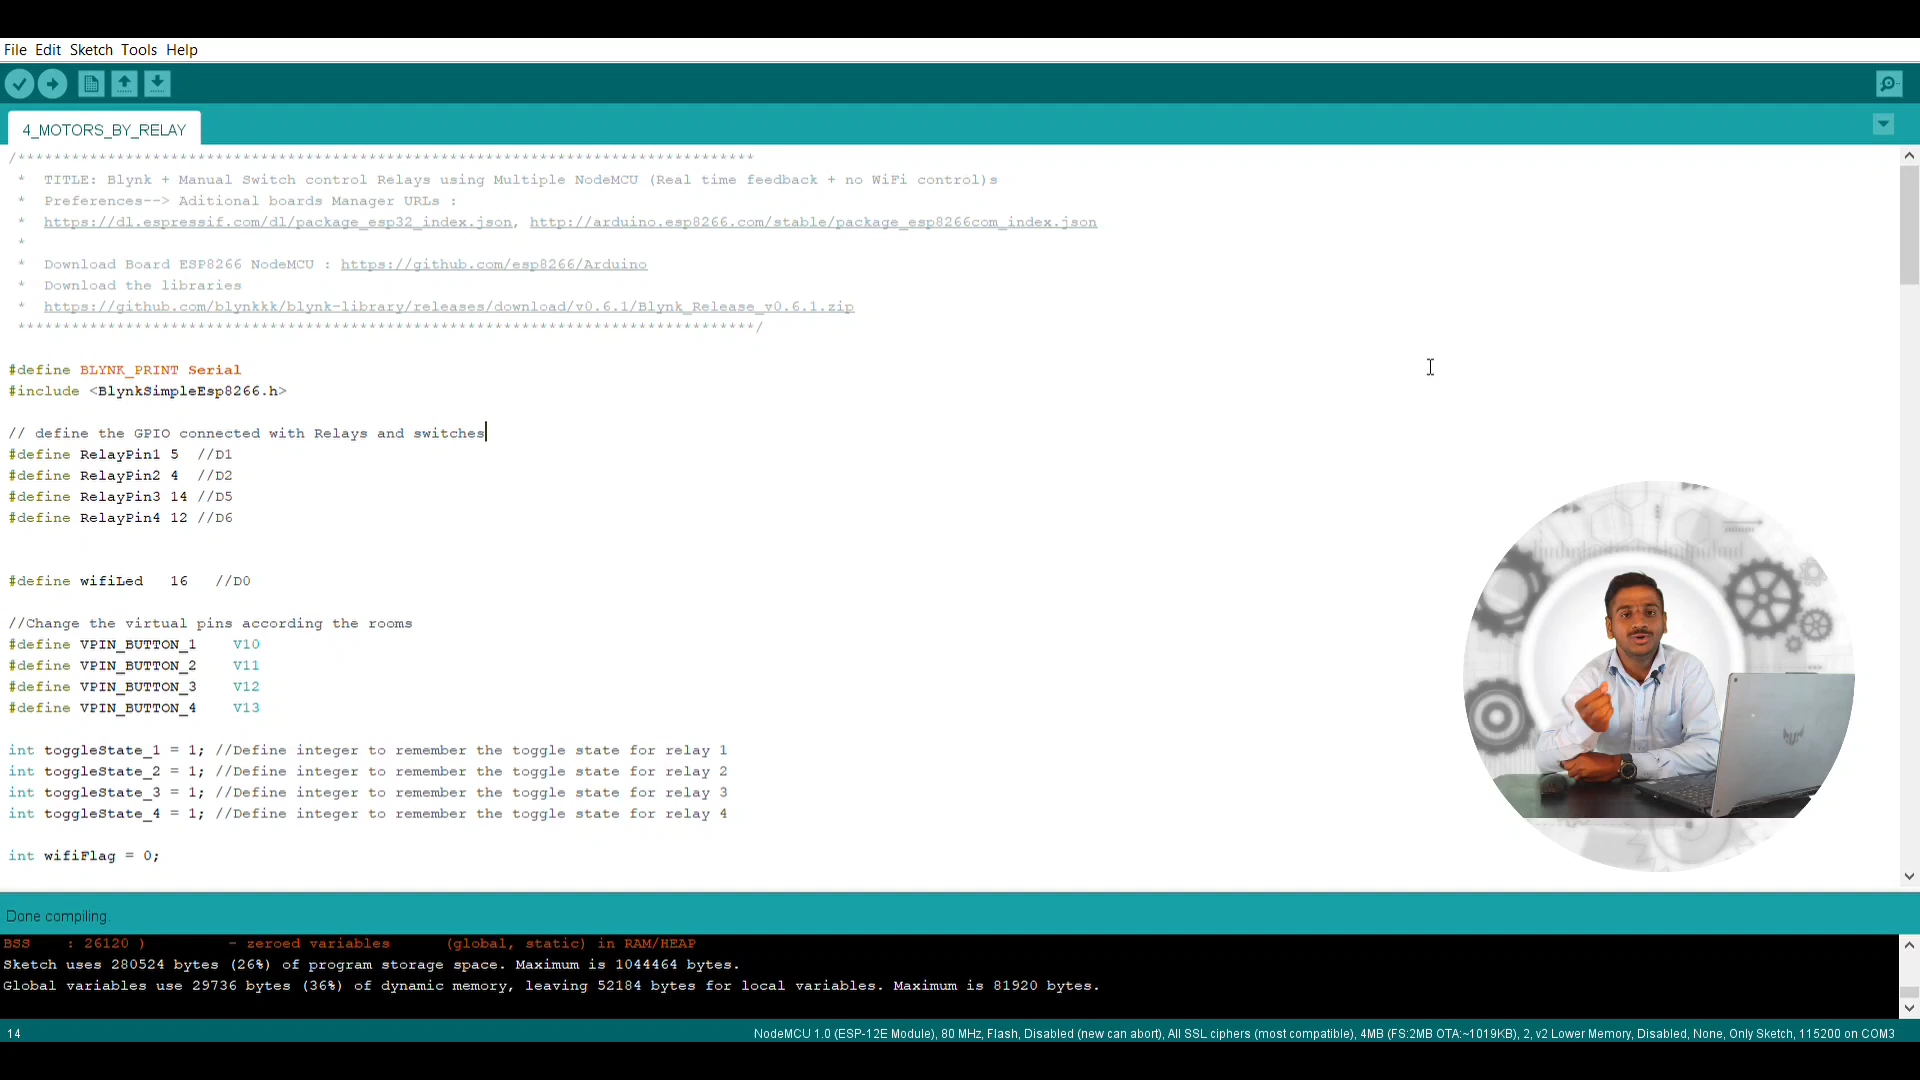 File Edit Sketch Tools Help
4_MOTORS_BY_RELAY
/**********************************************************************************
* TITLE: Blynk + Manual Switch control Relays using Multiple NodeMCU (Real time feedback + no WiFi control)s
* Preferences--> Aditional boards Manager URLs :
* https://dl.espressif.com/dl/package_esp32_index.json, http://arduino.esp8266.com/stable/package_esp8266com_index.json
*
* Download Board ESP8266 NodeMCU : https://github.com/esp8266/Arduino
* Download the libraries
* https://github.com/blynkkk/blynk-library/releases/download/v0.6.1/Blynk_Release_v0.6.1.zip
**********************************************************************************/
#define BLYNK_PRINT Serial
#include <BlynkSimpleEsp8266.h>
// define the GPIO connected with Relays and switches
#define RelayPin1 5 //D1
#define RelayPin2 4 //D2
#define RelayPin3 14 //D5
#define RelayPin4 12 //D6
#define wifiLed 16 //D0
//Change the virtual pins according the rooms
#define VPIN_BUTTON_1 V10
#define VPIN_BUTTON_2 V11
#define VPIN_BUTTON_3 V12
#define VPIN_BUTTON_4 V13
int toggleState_1 = 1; //Define integer to remember the toggle state for relay 1
int toggleState_2 = 1; //Define integer to remember the toggle state for relay 2
int toggleState_3 = 1; //Define integer to remember the toggle state for relay 3
int toggleState_4 = 1; //Define integer to remember the toggle state for relay 4
int wifiFlag = 0;
Done compiling.
BSS : 26120 ) - zeroed variables (global, static) in RAM/HEAP
Sketch uses 280524 bytes (26%) of program storage space. Maximum is 1044464 bytes.
Global variables use 29736 bytes (36%) of dynamic memory, leaving 52184 bytes for local variables. Maximum is 81920 bytes.
14
NodeMCU 1.0 (ESP-12E Module), 80 MHz, Flash, Disabled (new can abort), All SSL ciphers (most compatible), 4MB (FS:2MB OTA:~1019KB), 2, v2 Lower Memory, Disabled, None, Only Sketch, 115200 on COM3